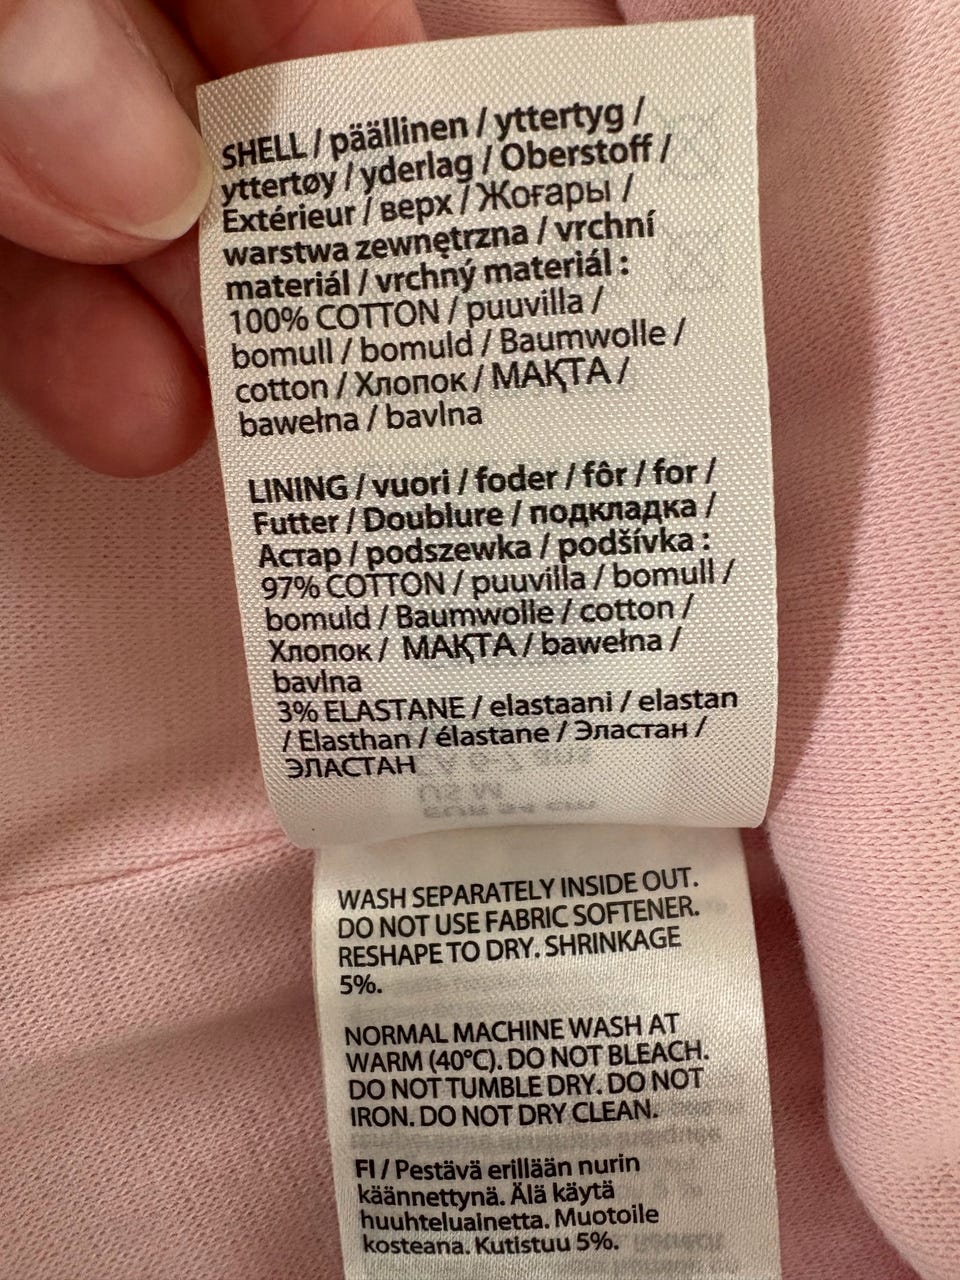 SHELL / päällinen / yttertyg /
yttertøy / yderlag / Oberstoff /
Extérieur / верх / Жоғары /
warstwa zewnętrzna / vrchní
materiál / vrchný materiál :
100% COTTON / puuvilla /
bomull / bomuld / Baumwolle /
cotton / Хлопок / МАҚТА /
bawełna / bavlna
LINING / vuori / foder / fôr / for /
Futter / Doublure / подкладка /
Астар / podszewka / podšívka :
97% COTTON / puuvilla / bomull /
bomuld / Baumwolle / cotton /
Хлопок / МАҚТА / bawełna /
bavlna
3% ELASTANE / elastaani / elastan
/ Elasthan / élastane / Эластан /
ЭЛАСТАН
WASH SEPARATELY INSIDE OUT.
DO NOT USE FABRIC SOFTENER.
RESHAPE TO DRY. SHRINKAGE
5%.
NORMAL MACHINE WASH AT
WARM (40°C). DO NOT BLEACH.
DO NOT TUMBLE DRY. DO NOT
IRON. DO NOT DRY CLEAN.
FI / Pestävä erillään nurin
käännettynä. Älä käytä
huuhteluainetta. Muotoile
kosteana. Kutistuu 5%.